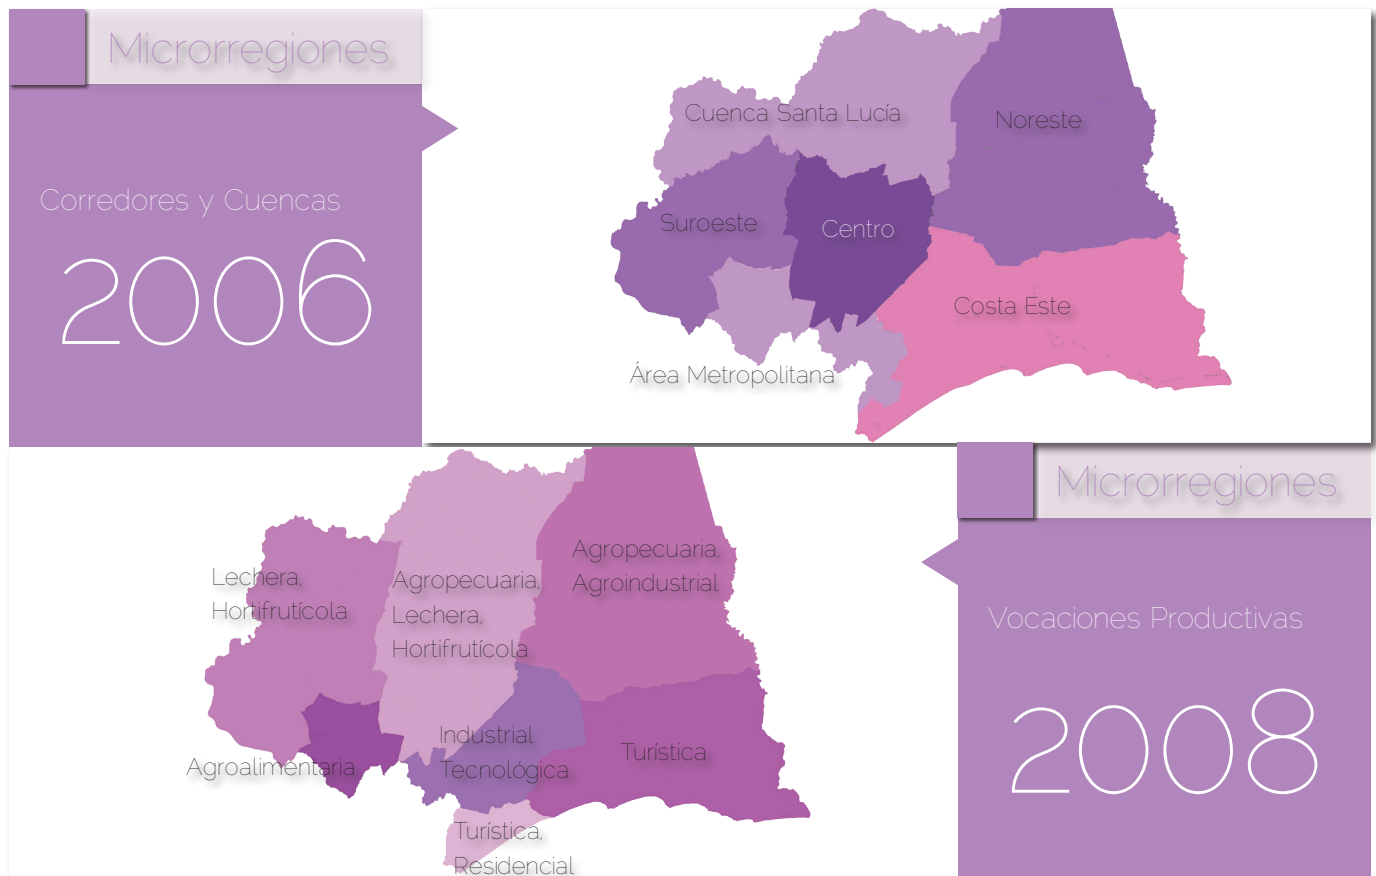 Microrregiones
Corredores y Cuencas
2006
Cuenca Santa Lucía
Noreste
Suroeste
Centro
Costa Este
Área Metropolitana
Microrregiones
Vocaciones Productivas
2008
Lechera,
Hortifrutícola
Agropecuaria,
Lechera,
Hortifrutícola
Agropecuaria,
Agroindustrial
Industrial
Tecnológica
Turística
Agroalimentaria
Turística,
Residencial